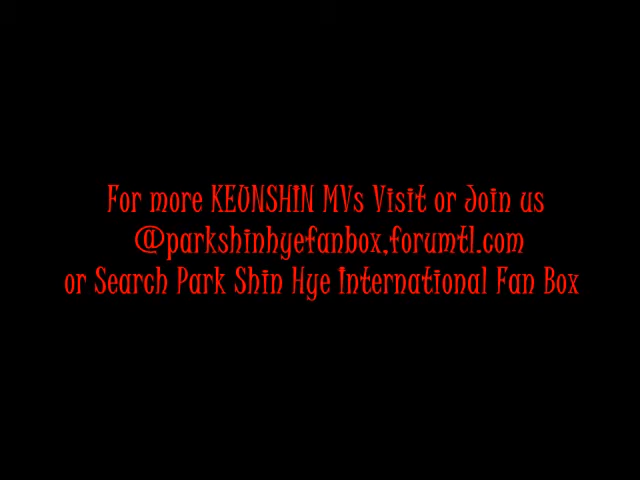 For more KEUNSHIN MVs Visit or Join us
@parkshinhyefanbox.forumtl.com
or Search Park Shin Hye International Fan Box